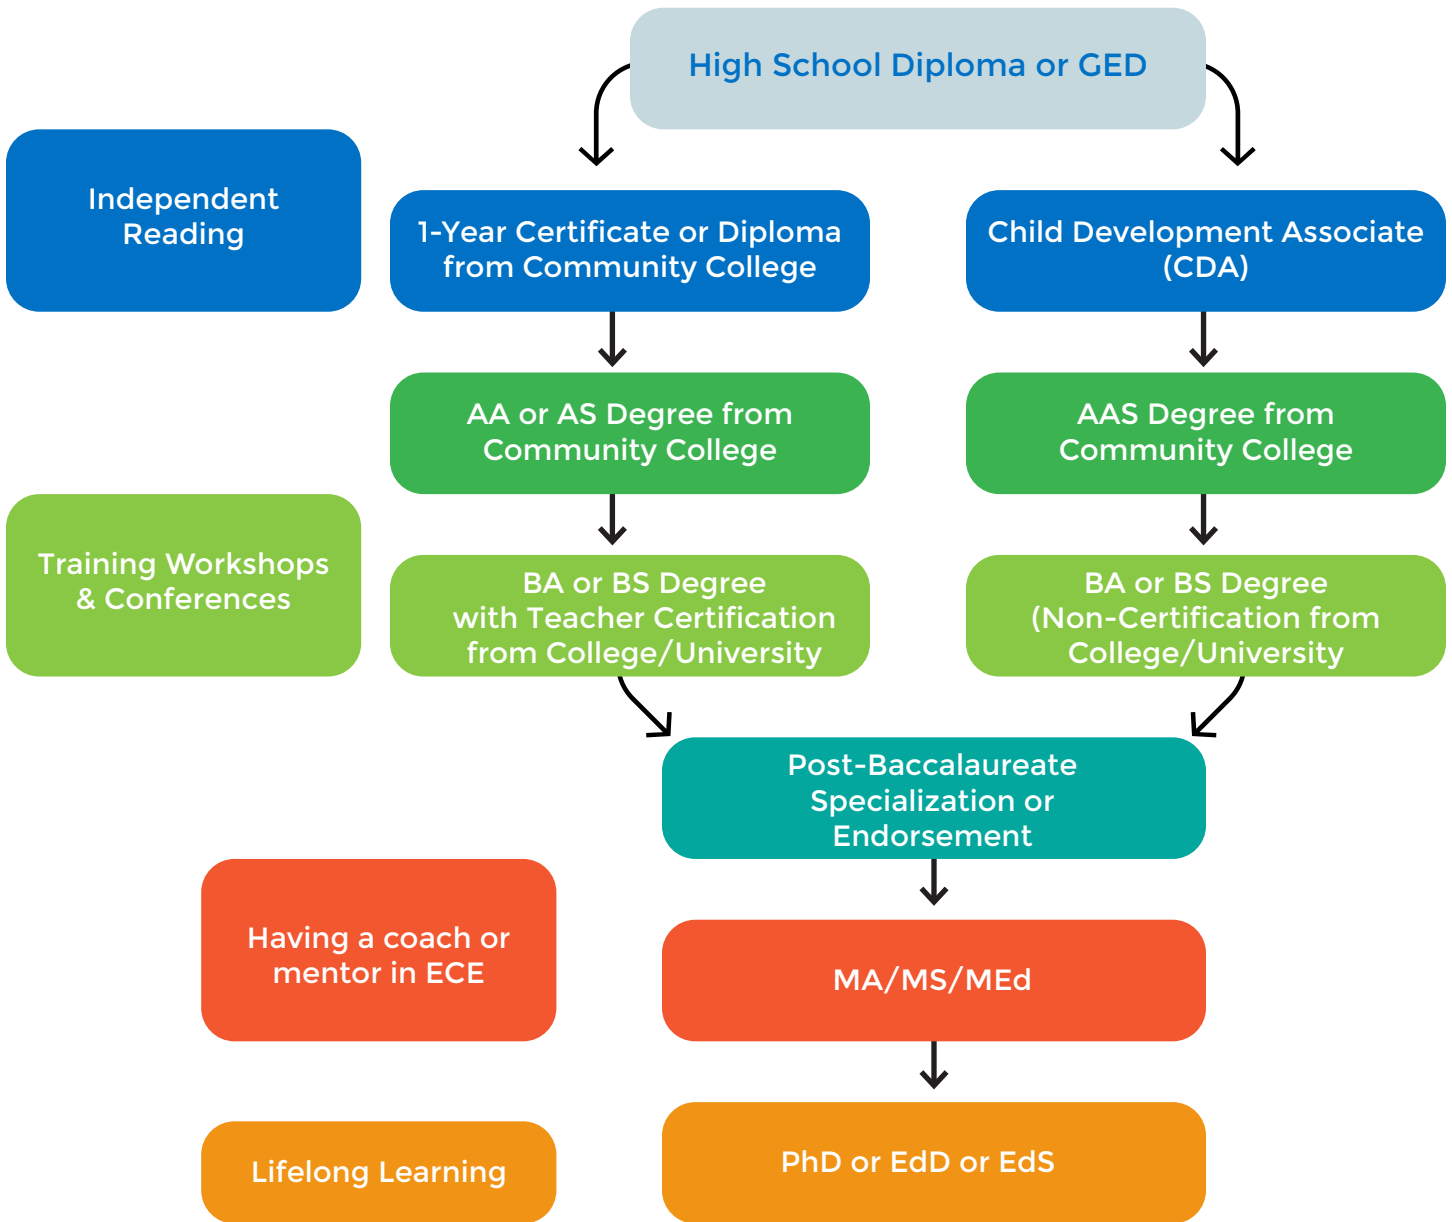 High School Diploma or GED
Independent
Reading
1-Year Certificate or Diploma
from Community College
Child Development Associate
(CDA)
AA or AS Degree from
Community College
AAS Degree from
Community College
Training Workshops
& Conferences
BA or BS Degree
with Teacher Certification
from College/University
BA or BS Degree
(Non-Certification from
College/University
Post-Baccalaureate
Specialization or
Endorsement
Having a coach or
mentor in ECE
MA/MS/MEd
Lifelong Learning
PhD or EdD or EdS